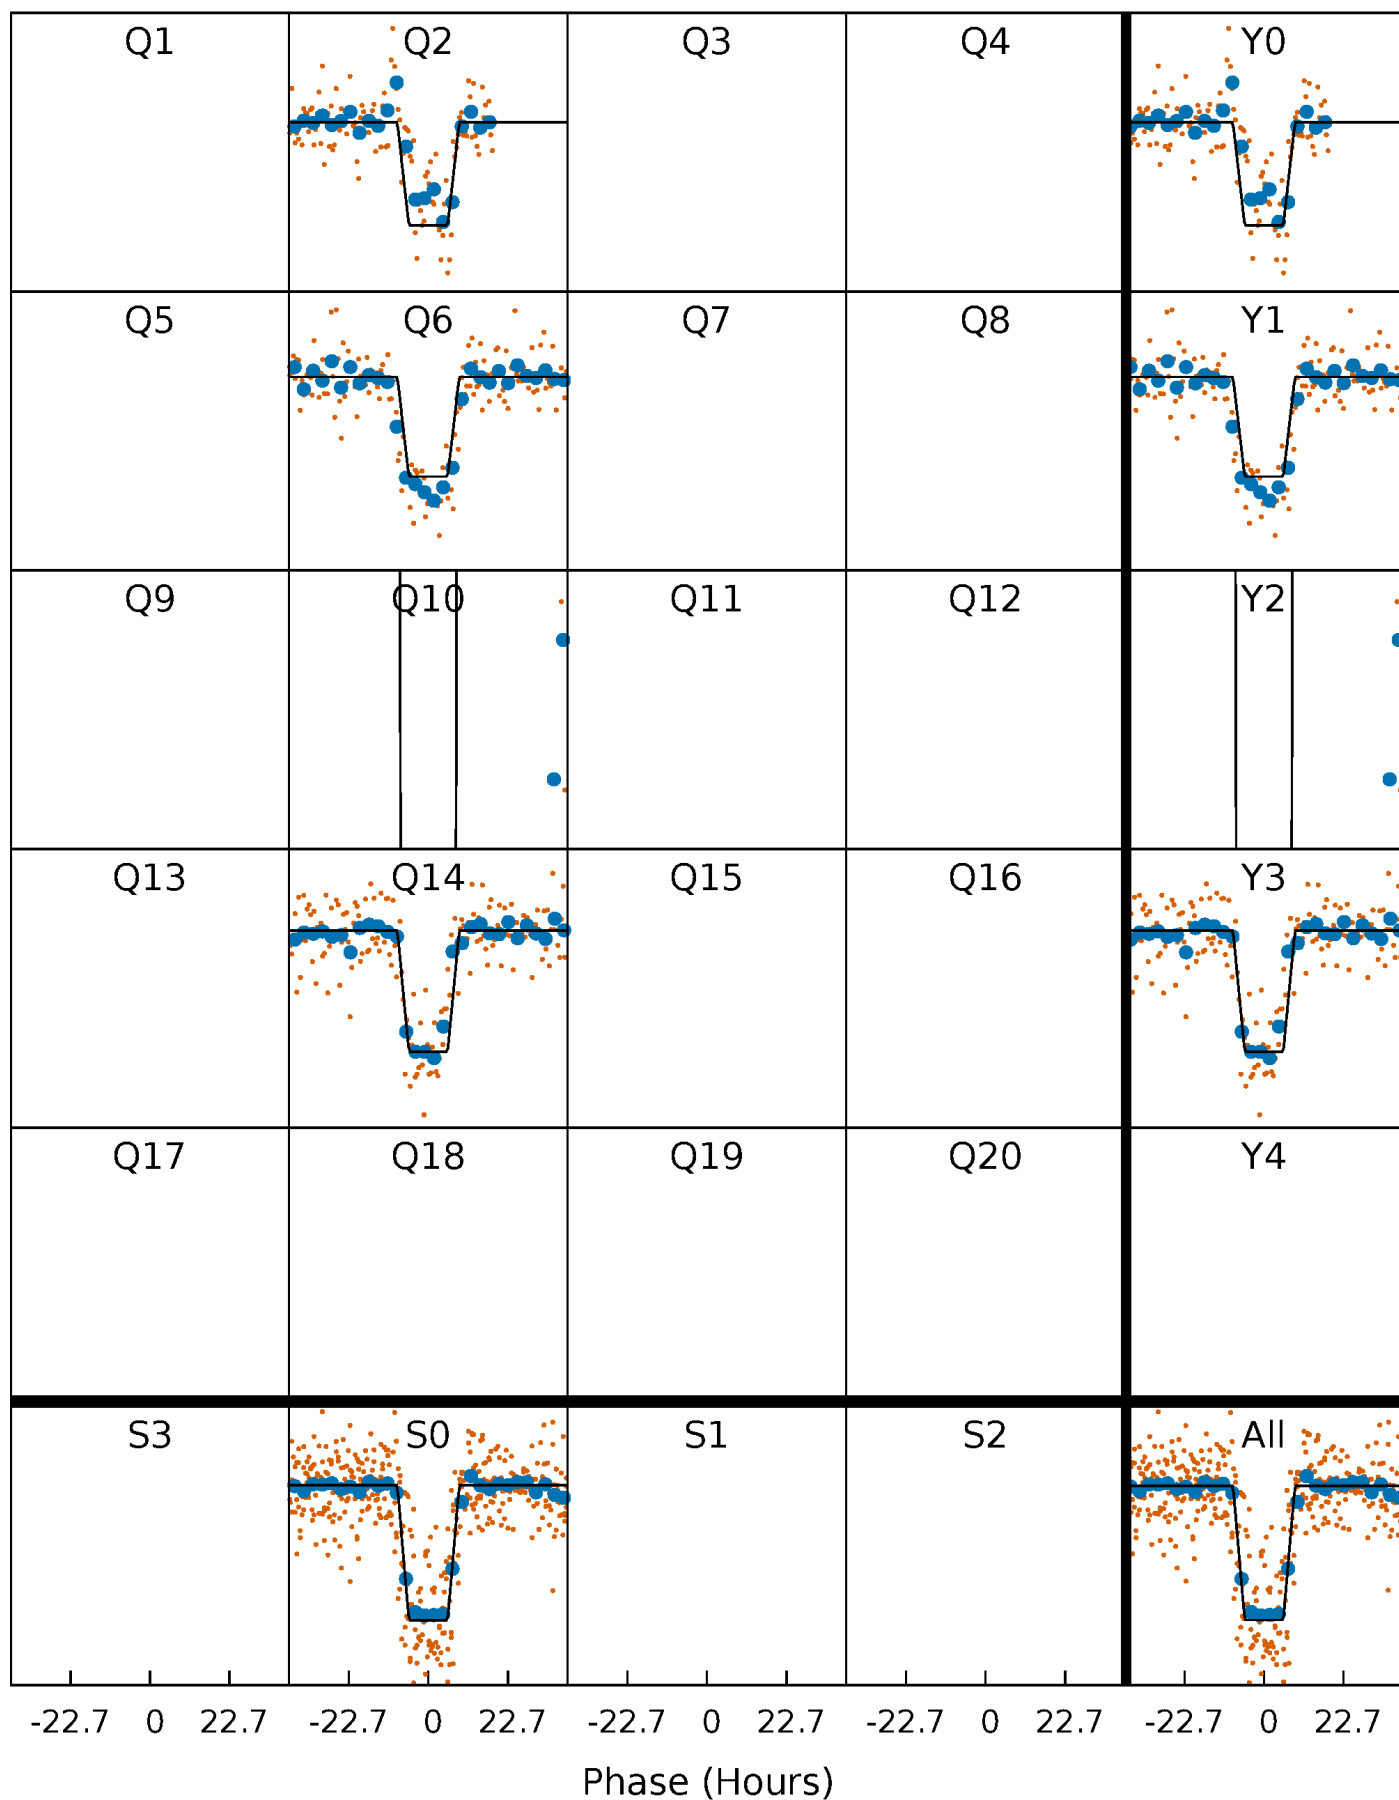 Q1 Q2 Q3 Q4 Y0
Q5 Q6 Q7 Q8 Y1
Q9 Q10 Q11 Q12 Y2
Q13 Q14 Q15 Q16 Y3
Q17 Q18 Q19 Q20 Y4
S3 S0 S1 S2 All
-22.7 0 22.7 -22.7 0 22.7 -22.7 0 22.7 -22.7 0 22.7 -22.7 0 22.7
Phase (Hours)